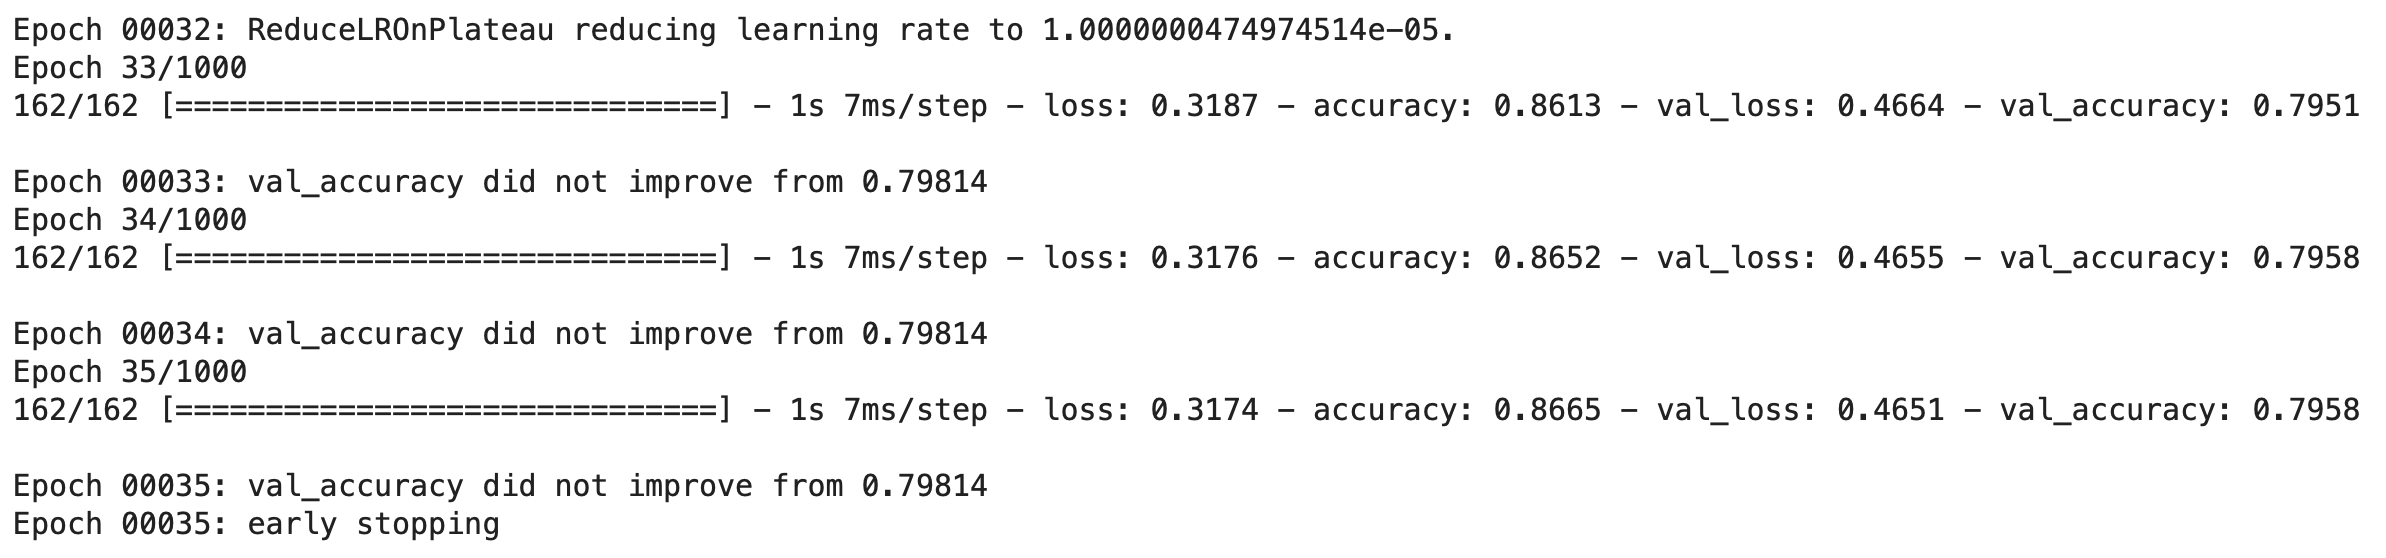 Epoch 00032: ReduceLROnPlateau reducing learning rate to 1.0000000474974514e-05.
Epoch 33/1000
162/162 [==============================] - 1s 7ms/step - loss: 0.3187 - accuracy: 0.8613 - val_loss: 0.4664 - val_accuracy: 0.7951
Epoch 00033: val_accuracy did not improve from 0.79814
Epoch 34/1000
162/162 [==============================] - 1s 7ms/step - loss: 0.3176 - accuracy: 0.8652 - val_loss: 0.4655 - val_accuracy: 0.7958
Epoch 00034: val_accuracy did not improve from 0.79814
Epoch 35/1000
162/162 [==============================] - 1s 7ms/step - loss: 0.3174 - accuracy: 0.8665 - val_loss: 0.4651 - val_accuracy: 0.7958
Epoch 00035: val_accuracy did not improve from 0.79814
Epoch 00035: early stopping